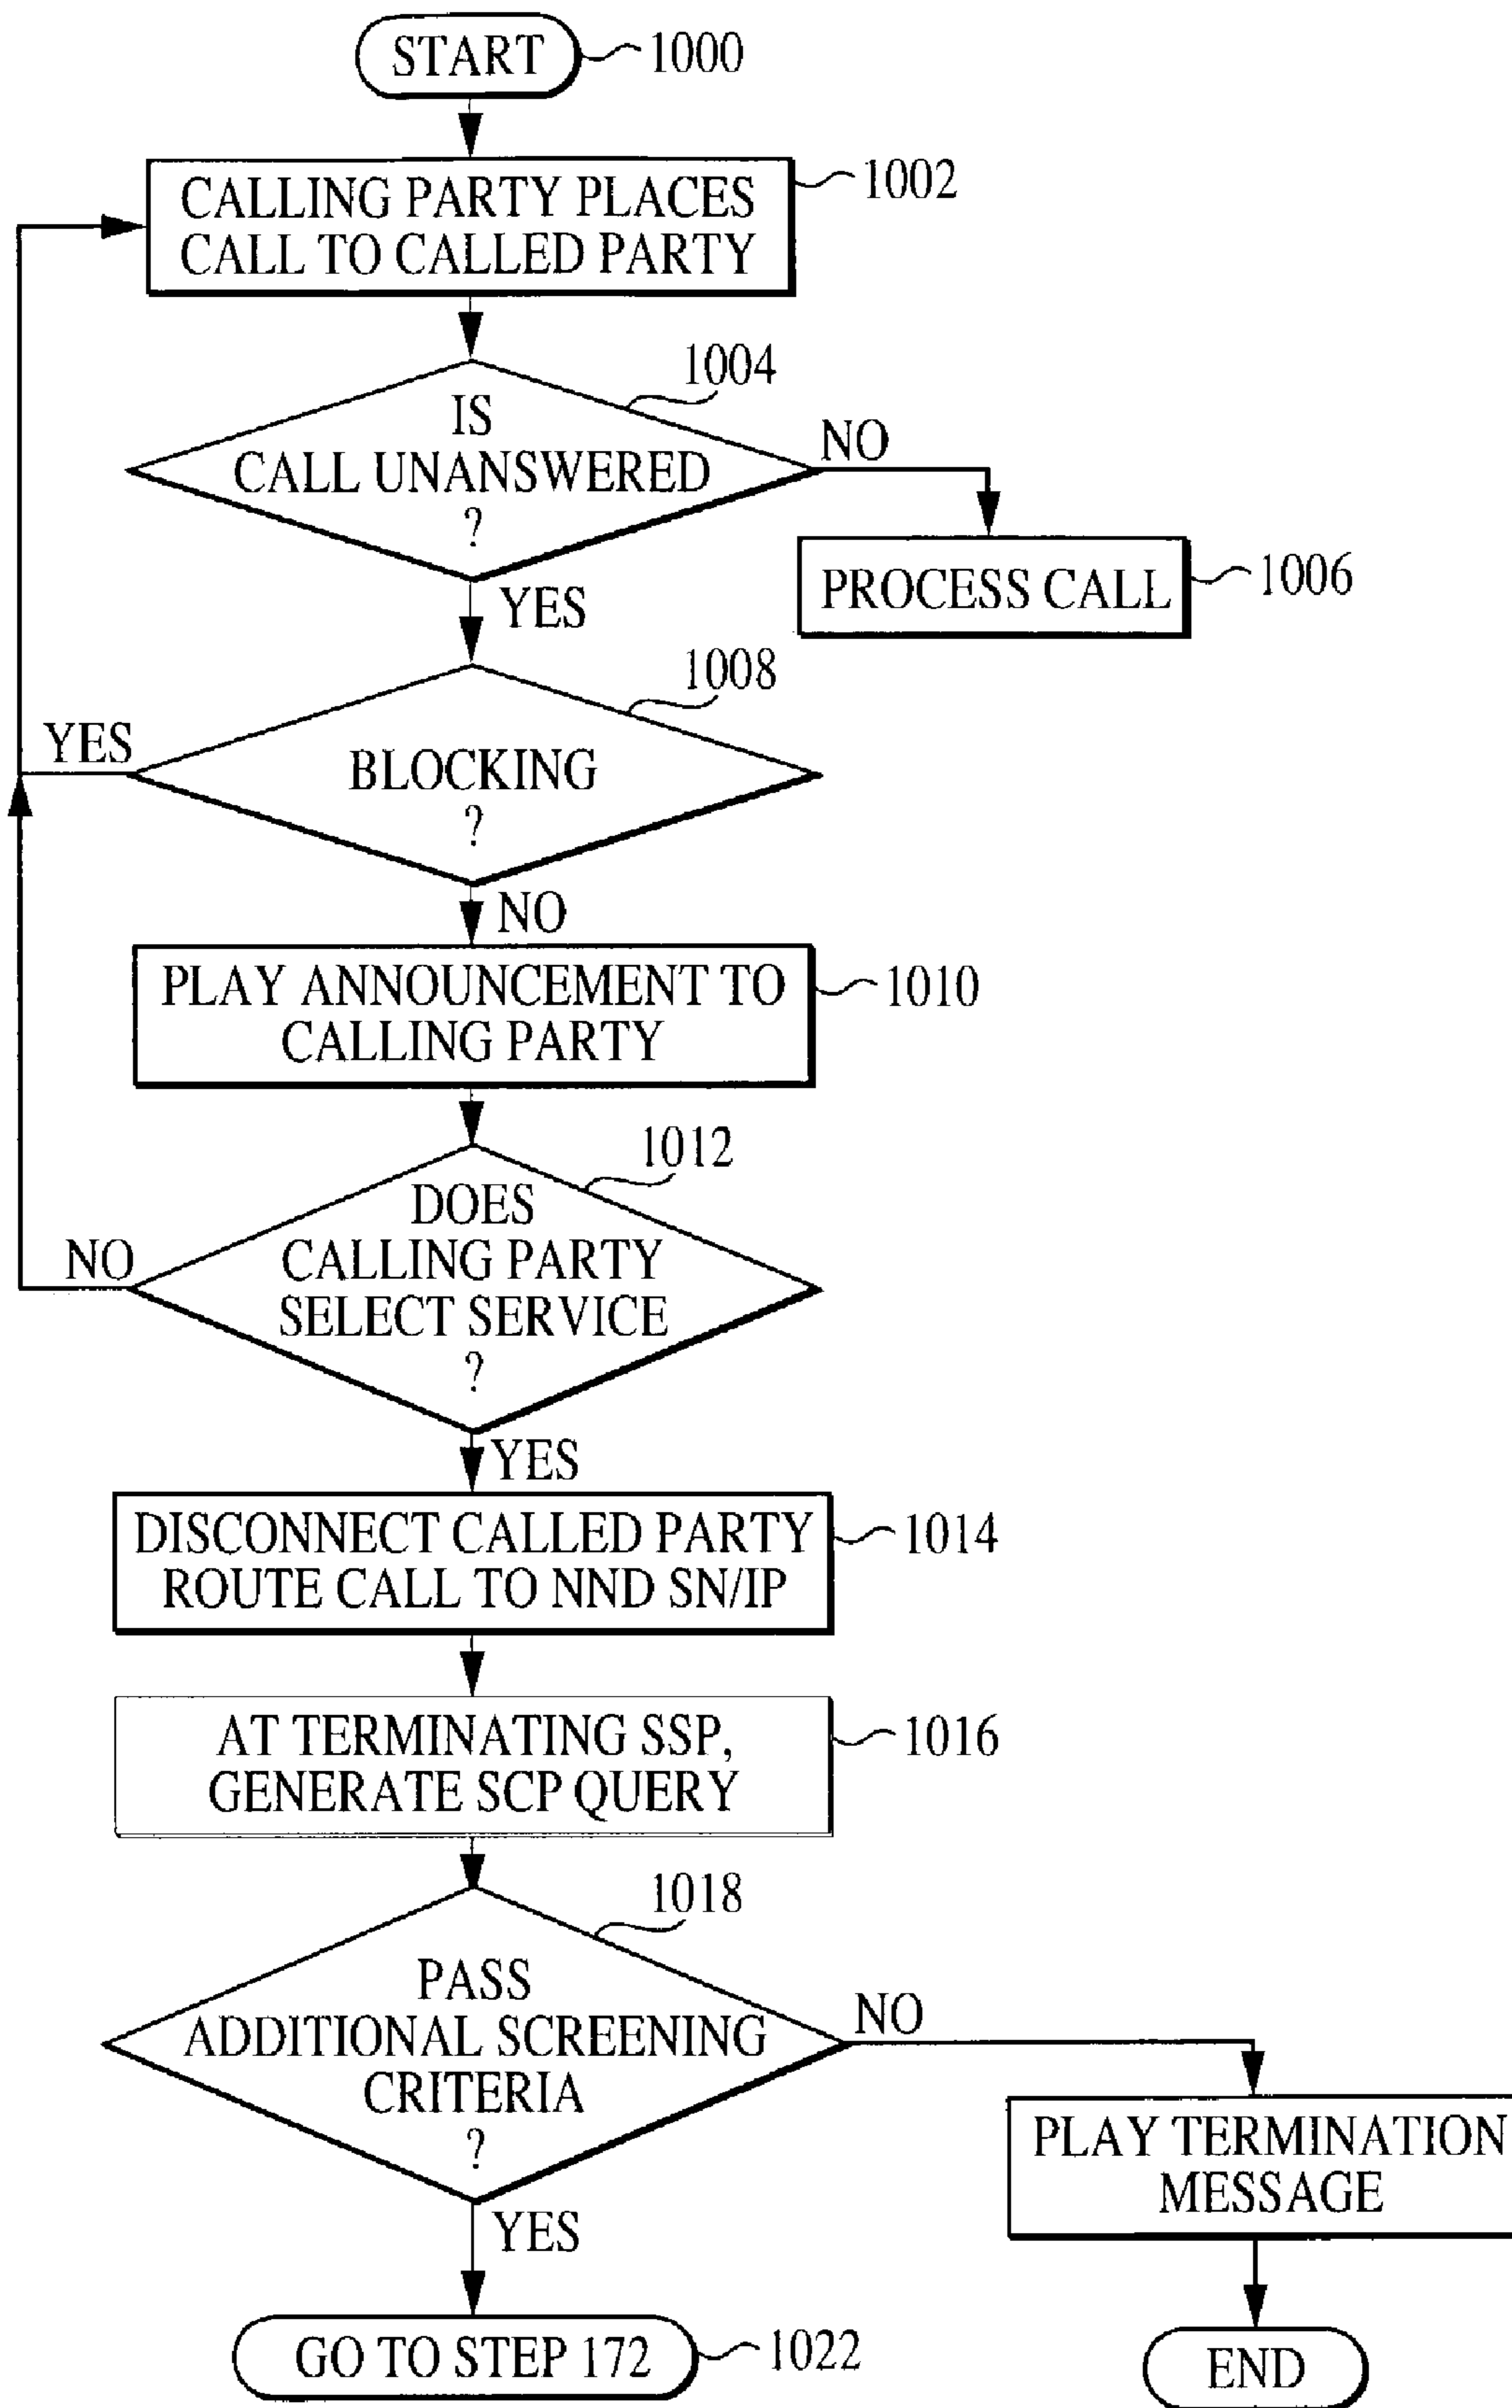 START
1000
CALLING PARTY PLACES
CALL TO CALLED PARTY
1002
1004
IS
CALL UNANSWERED
?
NO
PROCESS CALL
1006
YES
1008
BLOCKING
?
YES
NO
PLAY ANNOUNCEMENT TO
CALLING PARTY
1010
1012
DOES
CALLING PARTY
SELECT SERVICE
?
NO
YES
DISCONNECT CALLED PARTY
ROUTE CALL TO NND SN/IP
1014
AT TERMINATING SSP,
GENERATE SCP QUERY
1016
1018
PASS
ADDITIONAL SCREENING
CRITERIA
?
NO
PLAY TERMINATION
MESSAGE
YES
GO TO STEP 172
1022
END